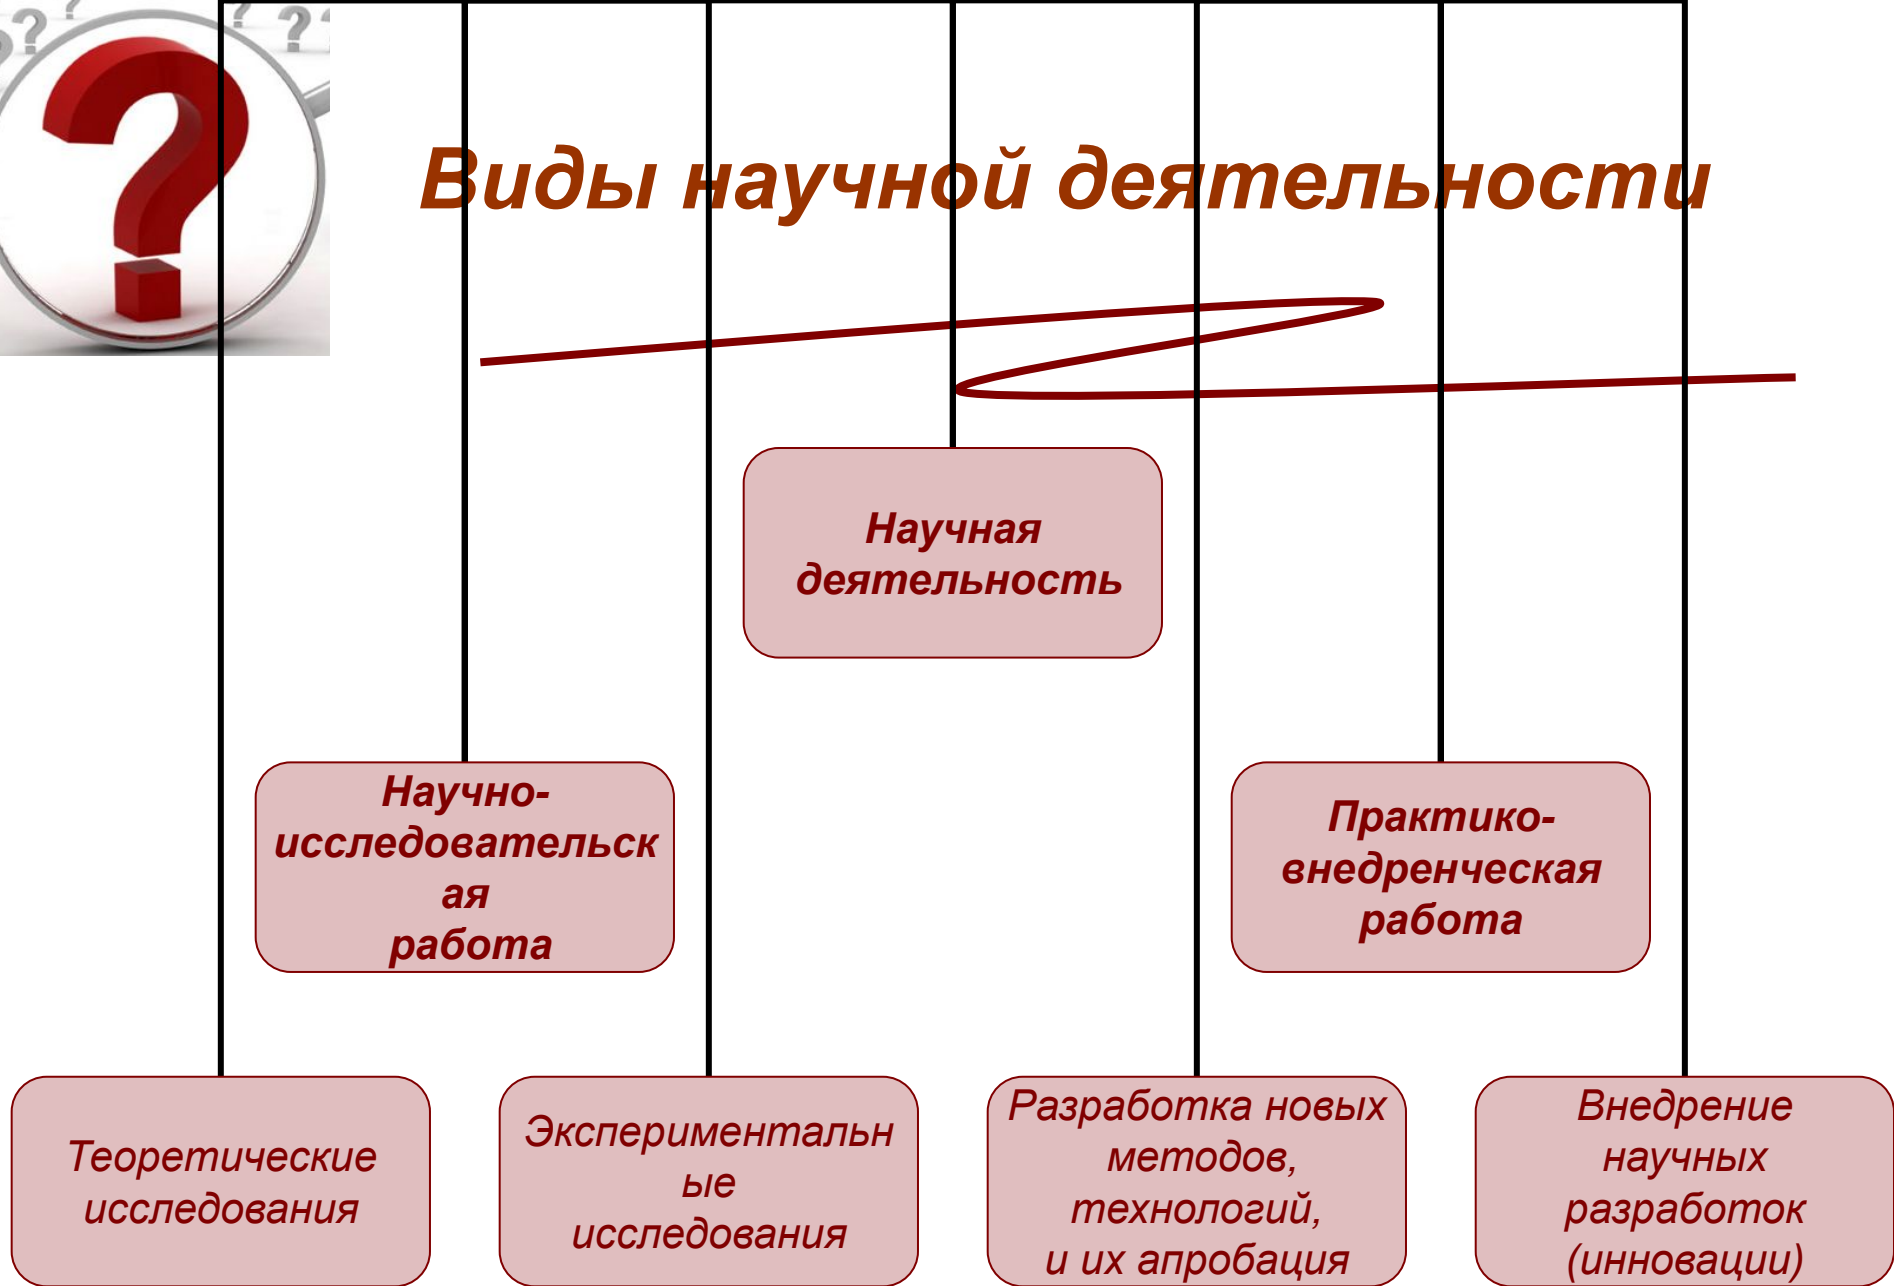 Виды научной деятельности
Научная
деятельность
Научно-
исследовательск
ая
работа
Практико-
внедренческая
работа
Теоретические
исследования
Экспериментальн
ые
исследования
Разработка новых
методов,
технологий,
и их апробация
Внедрение
научных
разработок
(инновации)